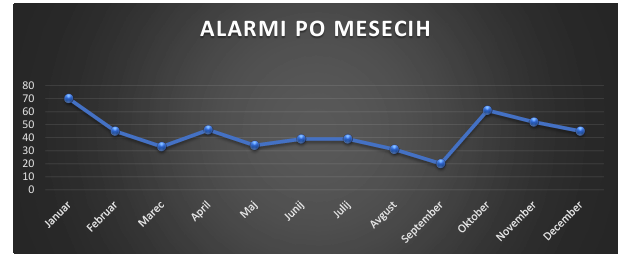 ALARMI PO MESECIH
80
70
60
50
40
30
20
10
0
Januar
Februar
Marec
April
Maj
Junij
Julij
Avgust
September
Oktober
November
December